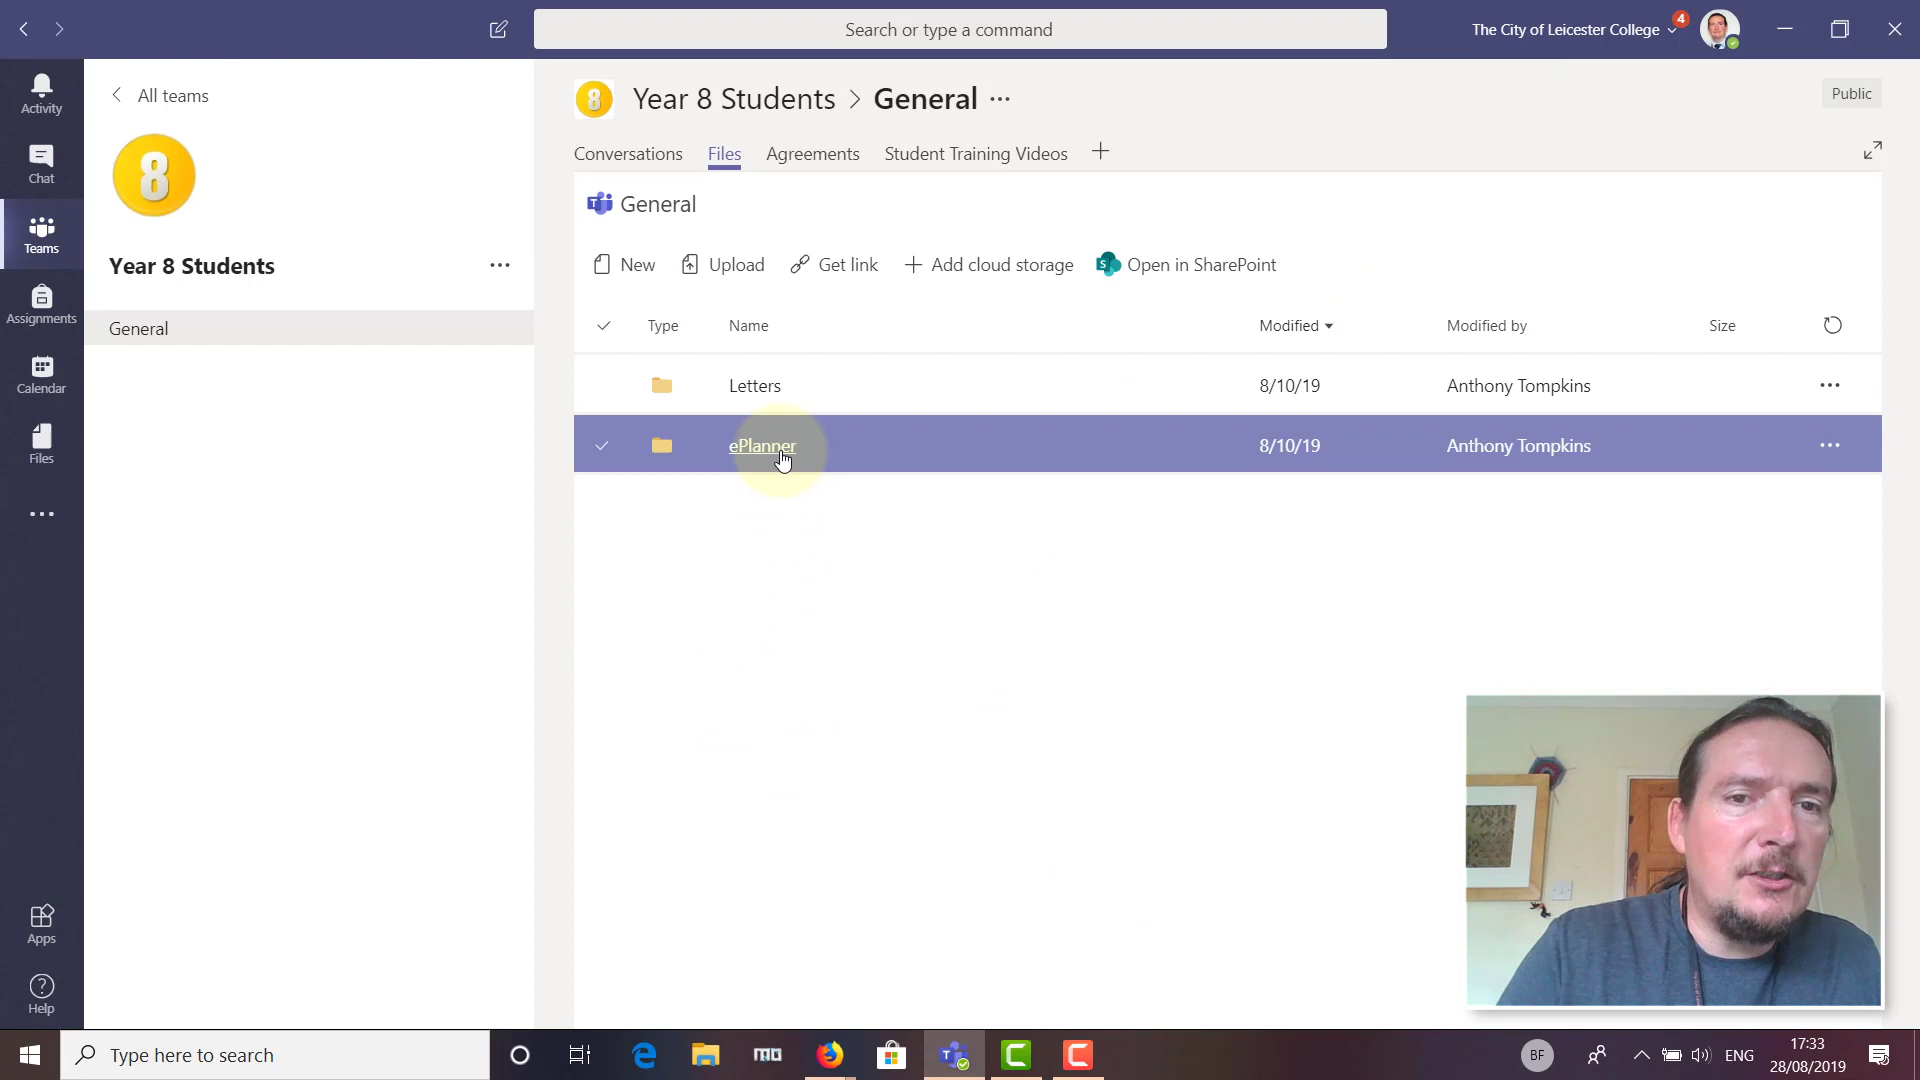 Search or type a command
The City of Leicester College
4
Activity
Chat
Teams
Assignments
Calendar
Files
Apps
Help
All teams
8
Year 8 Students
General
8
Year 8 Students > General
Public
Conversations Files Agreements Student Training Videos
General
New Upload Get link Add cloud storage Open in SharePoint
Type Name Modified Modified by Size
Letters 8/10/19 Anthony Tompkins
ePlanner 8/10/19 Anthony Tompkins
Type here to search
BF
ENG
17:33
28/08/2019